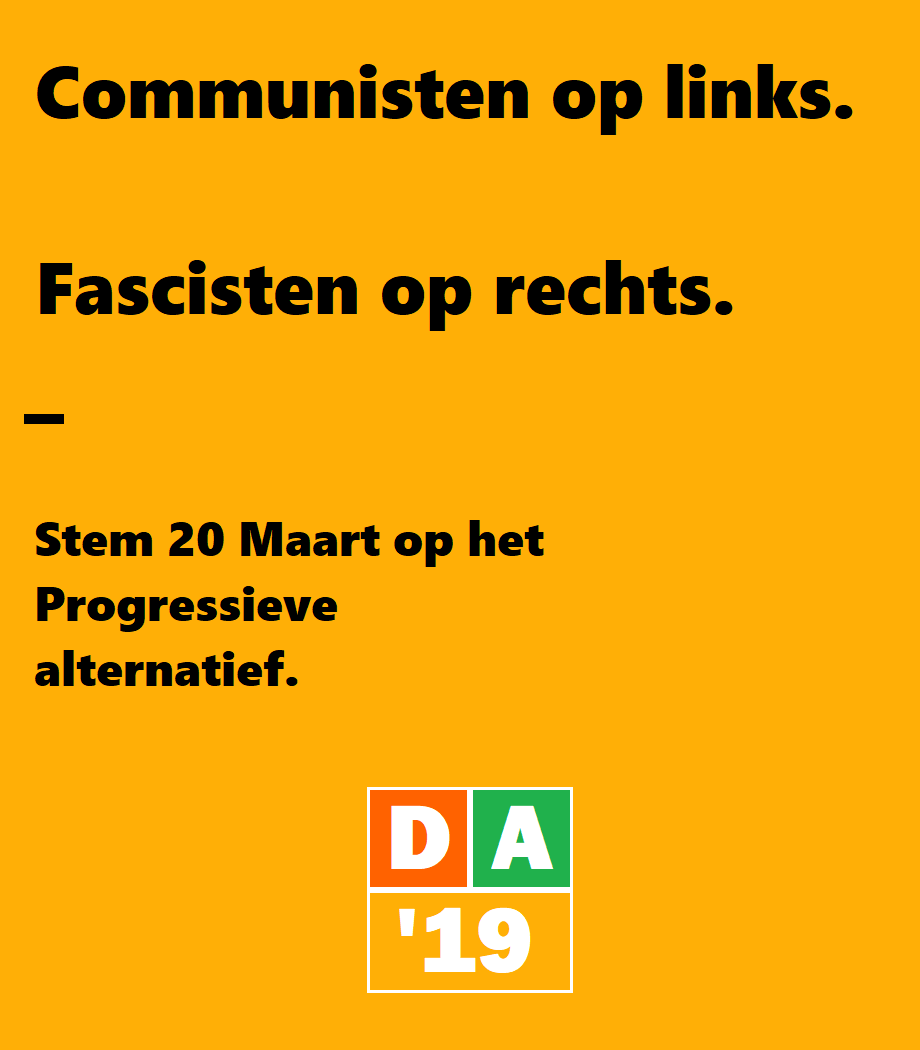 Communisten op links.
Fascisten op rechts.
–
Stem 20 Maart op het
Progressieve
alternatief.
D A
'19